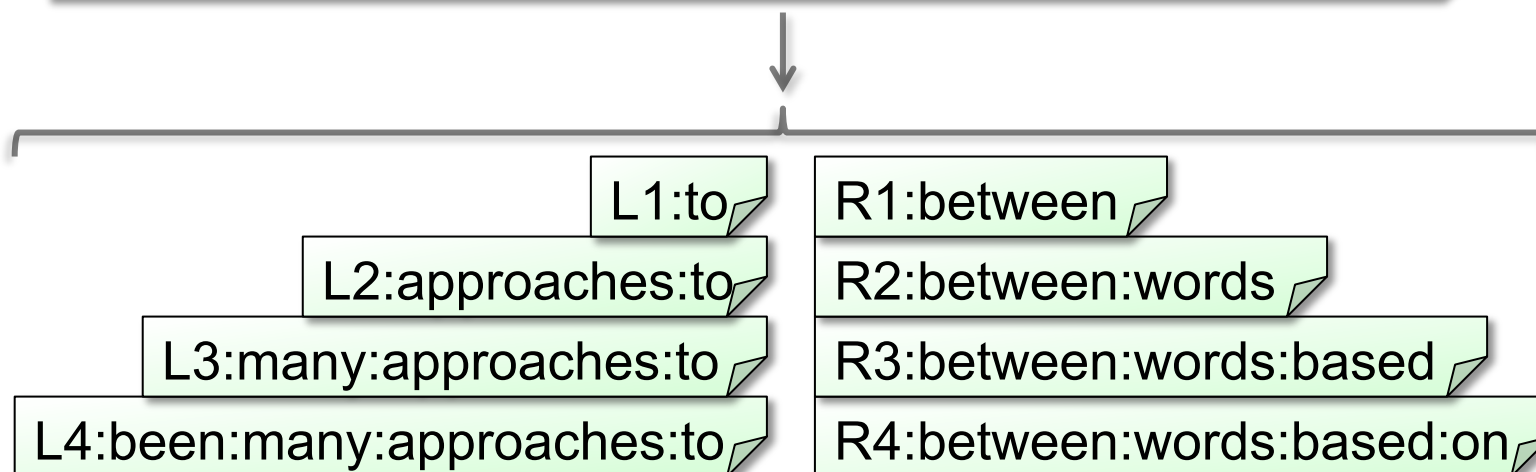 L1:to R1:between
L2:approaches:to R2:between:words
L3:many:approaches:to R3:between:words:based
L4:been:many:approaches:to R4:between:words:based:on